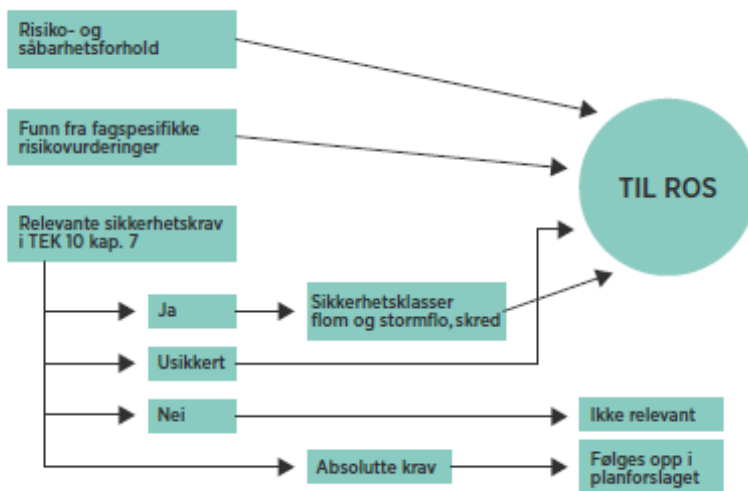 Risiko- og
såbarhetsforhold
Funn fra fagspesifikke
risikovurderinger
TIL ROS
Relevante sikkerhetskrav
i TEK 10 kap. 7
Ja
Sikkerhetsklasser
flom og stormflo, skred
Usikkert
Nei
Ikke relevant
Absolutte krav
Følges opp i
planforslaget